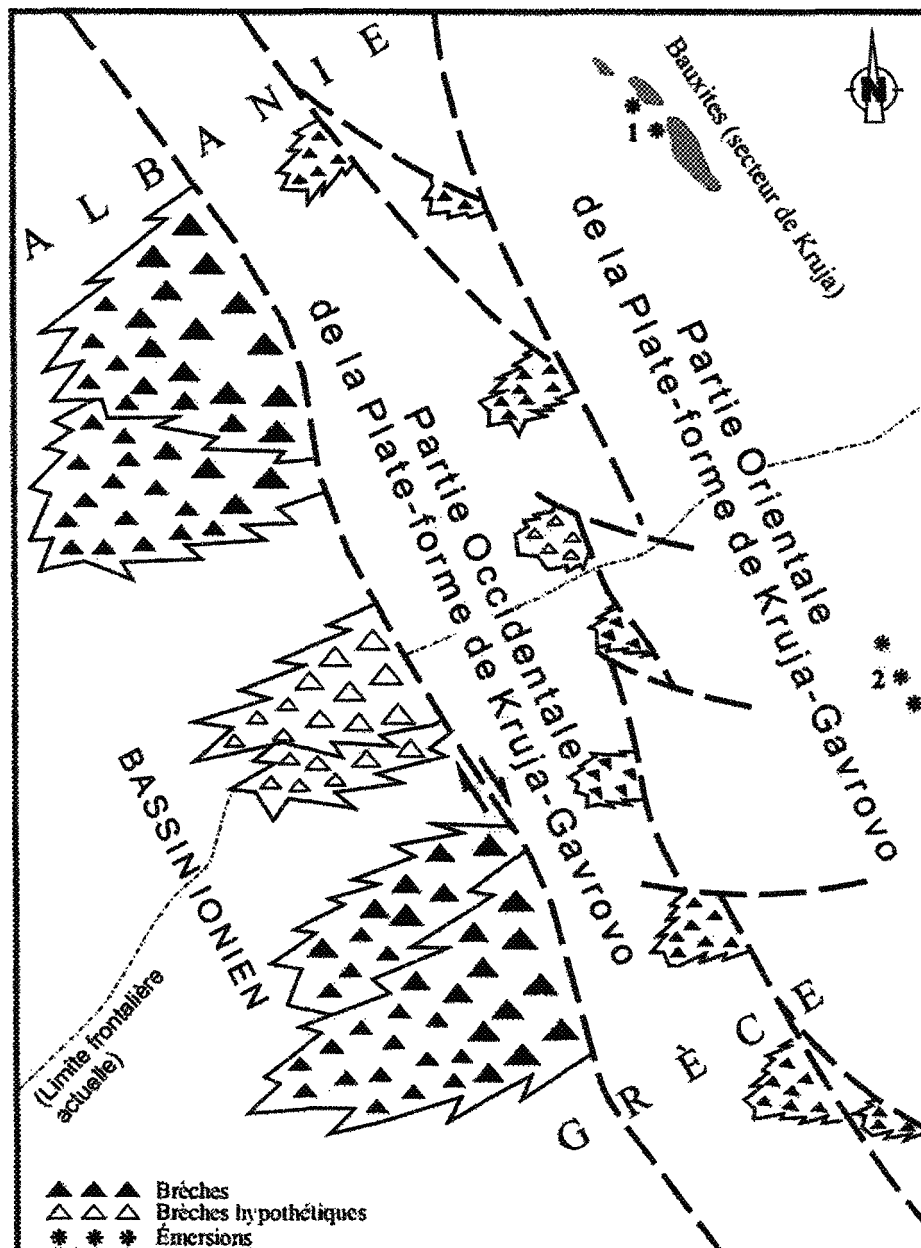 ALBANIE
N
Bauxites (secteur de Kruja)
1
Partie Orientale
de la Plate-forme de Kruja-Gavrovo
Partie Occidentale
de la Plate-forme de Kruja-Gavrovo
2
BASSIN IONIEN
(Limite frontalière
actuelle)
GRÈCE
Brèches
Brèches hypothétiques
Émersions